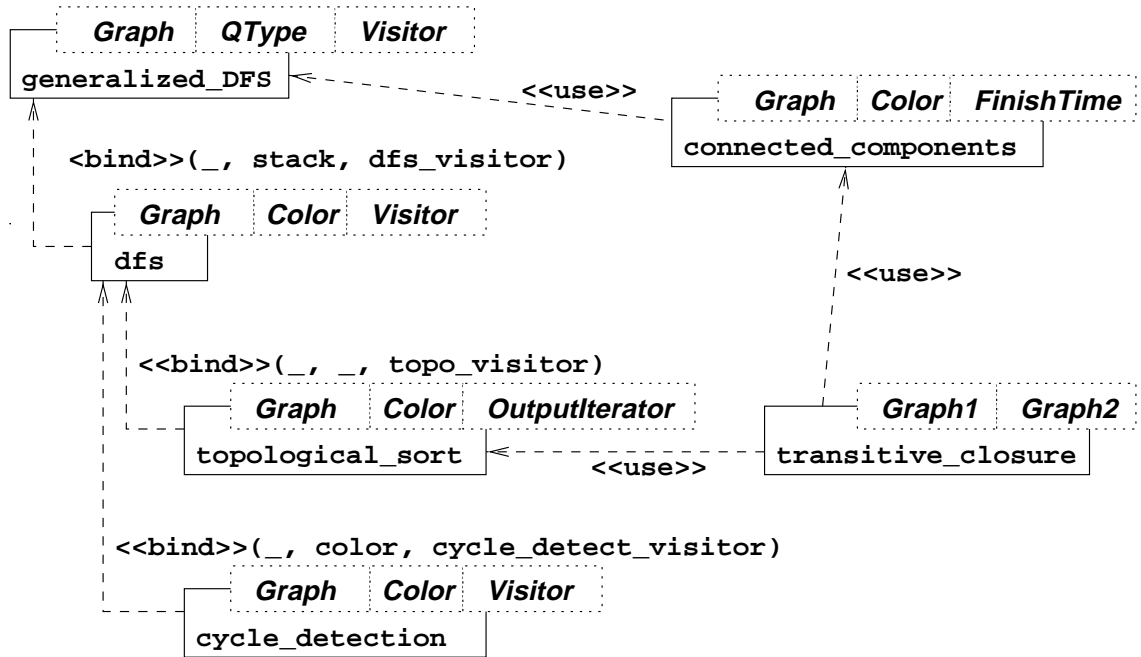 Graph QType Visitor
generalized_DFS
<<use>>
Graph Color FinishTime
connected_components
<bind>>(_, stack, dfs_visitor)
Graph Color Visitor
dfs
<<use>>
<<bind>>(_, _, topo_visitor)
Graph Color OutputIterator
topological_sort
<<use>>
Graph1 Graph2
transitive_closure
<<bind>>(_, color, cycle_detect_visitor)
Graph Color Visitor
cycle_detection